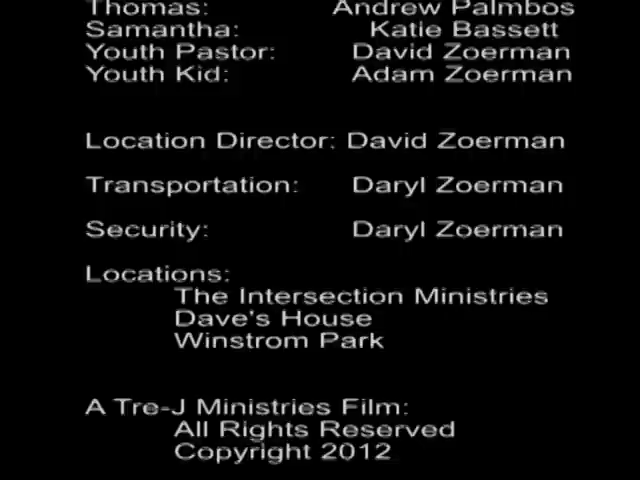 Thomas: Andrew Palmbos
Samantha: Katie Bassett
Youth Pastor: David Zoerman
Youth Kid: Adam Zoerman
Location Director: David Zoerman
Transportation: Daryl Zoerman
Security: Daryl Zoerman
Locations:
The Intersection Ministries
Dave's House
Winstrom Park
A Tre-J Ministries Film:
All Rights Reserved
Copyright 2012